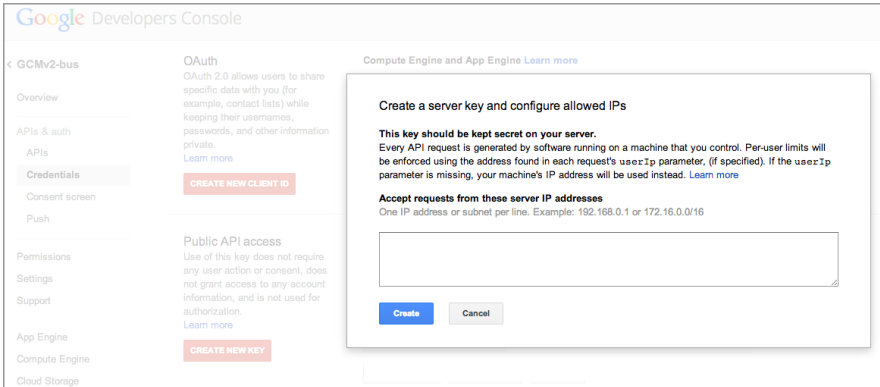 Google Developers Console
< GCMv2-bus
Overview
APIs & auth
APIs
Credentials
Consent screen
Push
Permissions
Settings
Support
App Engine
Compute Engine
Cloud Storage
OAuth
OAuth 2.0 allows users to share
specific data with you (for
example, contact lists) while
keeping their usernames,
passwords, and other information
private.
Learn more
CREATE NEW CLIENT ID
Public API access
Use of this key does not require
any user action or consent, does
not grant access to any account
information, and is not used for
authorization.
Learn more
CREATE NEW KEY
Compute Engine and App Engine Learn more
Create a server key and configure allowed IPs
This key should be kept secret on your server.
Every API request is generated by software running on a machine that you control. Per-user limits will
be enforced using the address found in each request's userIp parameter, (if specified). If the userIp
parameter is missing, your machine's IP address will be used instead. Learn more
Accept requests from these server IP addresses
One IP address or subnet per line. Example: 192.168.0.1 or 172.16.0.0/16
Create
Cancel